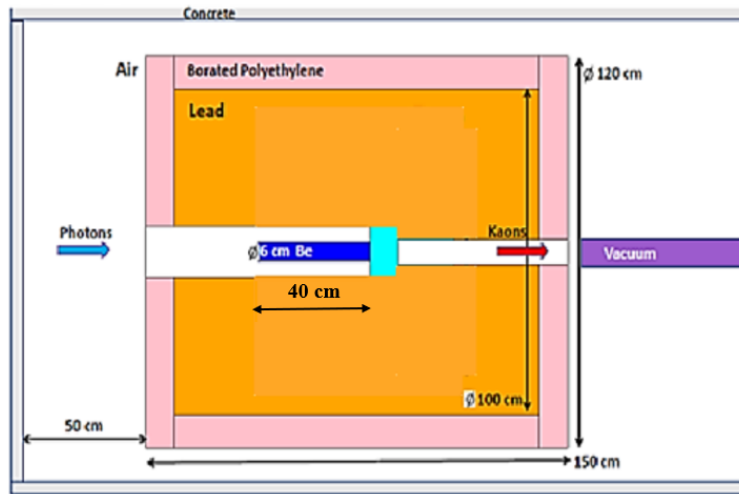 Concrete
Air
Borated Polyethylene
Ø 120 cm
Lead
Photons
Kaons
Ø6 cm Be
Vacuum
40 cm
Ø 100 cm
50 cm
150 cm